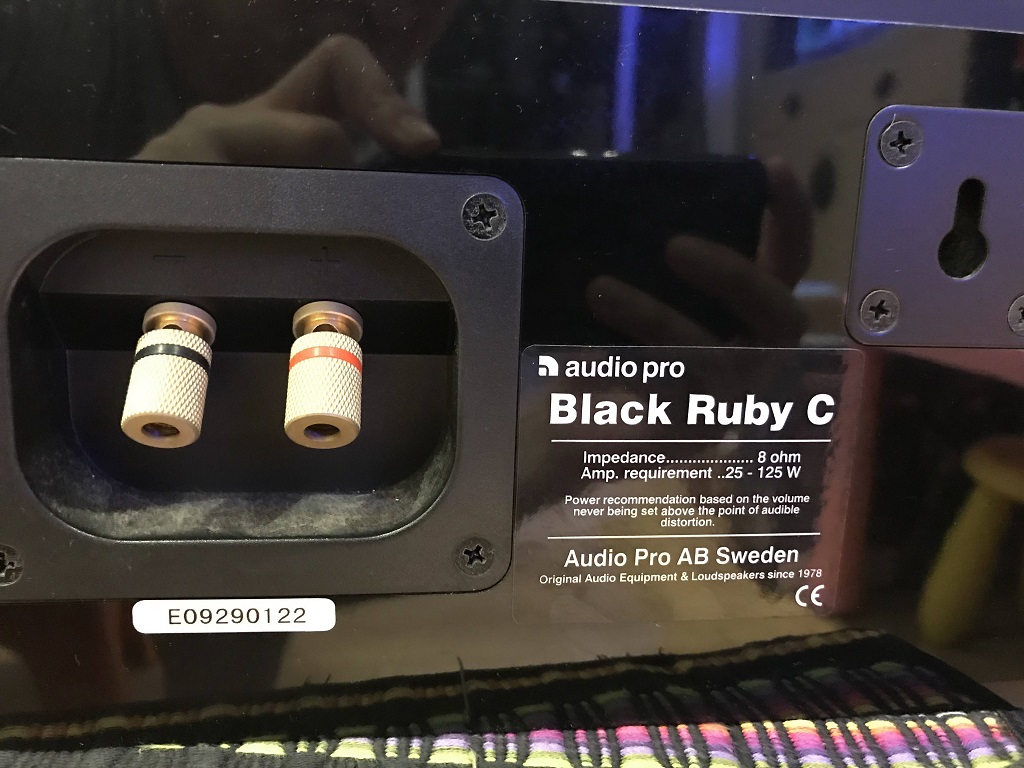 − +
audio pro
Black Ruby C
Impedance.................... 8 ohm
Amp. requirement ..25 - 125 W
Power recommendation based on the volume
never being set above the point of audible
distortion.
Audio Pro AB Sweden
Original Audio Equipment & Loudspeakers since 1978
CE
E09290122